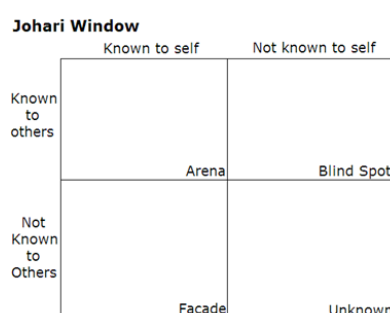 Johari Window
Known to self
Not known to self
Known
to
others
Arena
Blind Spot
Not
Known
to
Others
Facade
Unknown